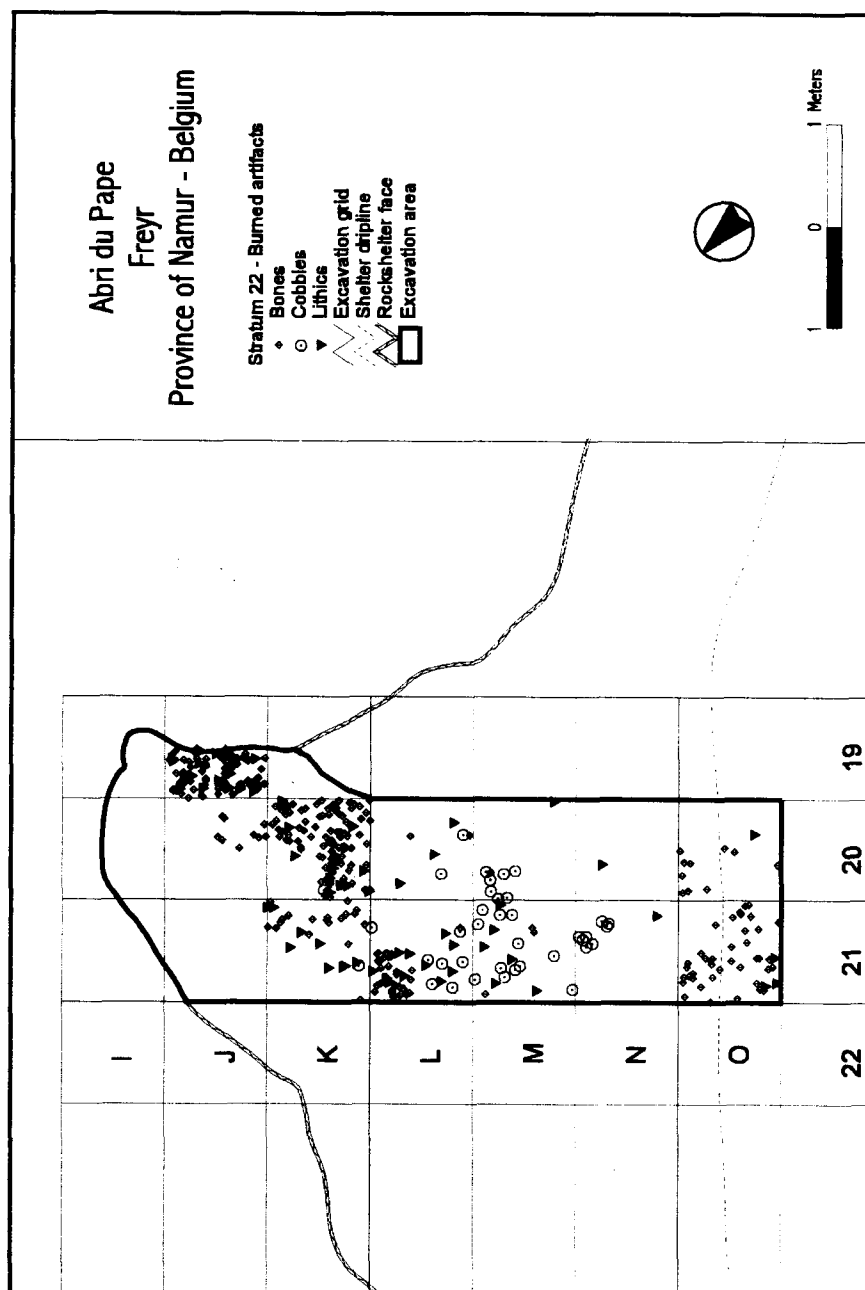 Abri du Pape
Freyr
Province of Namur - Belgium
Stratum 22 - Burned artifacts
Bones
Cobbles
Lithics
Excavation grid
Shelter dripline
Rockshelter face
Excavation area
1 0 1 Meters
I
J
K
L
M
N
O
22 21 20 19